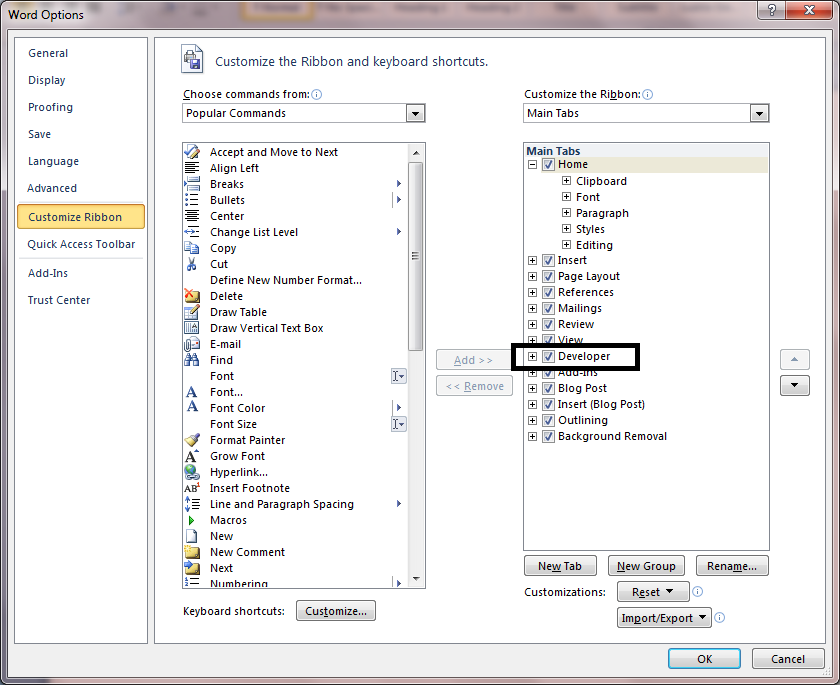 Word Options
General
Display
Proofing
Save
Language
Advanced
Customize Ribbon
Quick Access Toolbar
Add-Ins
Trust Center
Customize the Ribbon and keyboard shortcuts.
Choose commands from:
Popular Commands
Accept and Move to Next
Align Left
Breaks
Bullets
Center
Change List Level
Copy
Cut
Define New Number Format...
Delete
Draw Table
Draw Vertical Text Box
E-mail
Find
Font
Font...
Font Color
Font Size
Format Painter
Grow Font
Hyperlink...
Insert Footnote
Line and Paragraph Spacing
Macros
New
New Comment
Next
Numbering
Keyboard shortcuts: Customize...
Add >>
<< Remove
Customize the Ribbon:
Main Tabs
Main Tabs
Home
Clipboard
Font
Paragraph
Styles
Editing
Insert
Page Layout
References
Mailings
Review
View
Developer
Add-Ins
Blog Post
Insert (Blog Post)
Outlining
Background Removal
New Tab New Group Rename...
Customizations: Reset
Import/Export
OK Cancel